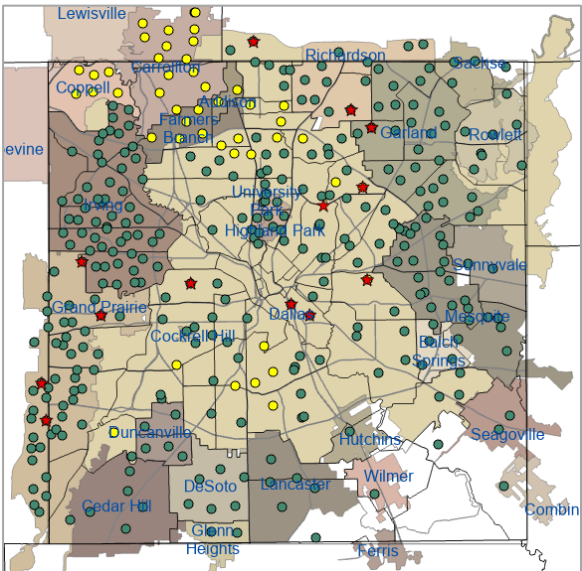 Lewisville
Richardson
Carrollton
Sachse
Coppell
Addison
Farmers
Branch
Garland
Rowlett
evine
University
Park
Irving
Highland Park
Sunnyvale
Grand Prairie
Dallas
Mesquite
Cockrell Hill
Balch
Springs
Duncanville
Hutchins
Seagoville
Cedar Hill
DeSoto
Lancaster
Wilmer
Combin
Glenn
Heights
Ferris